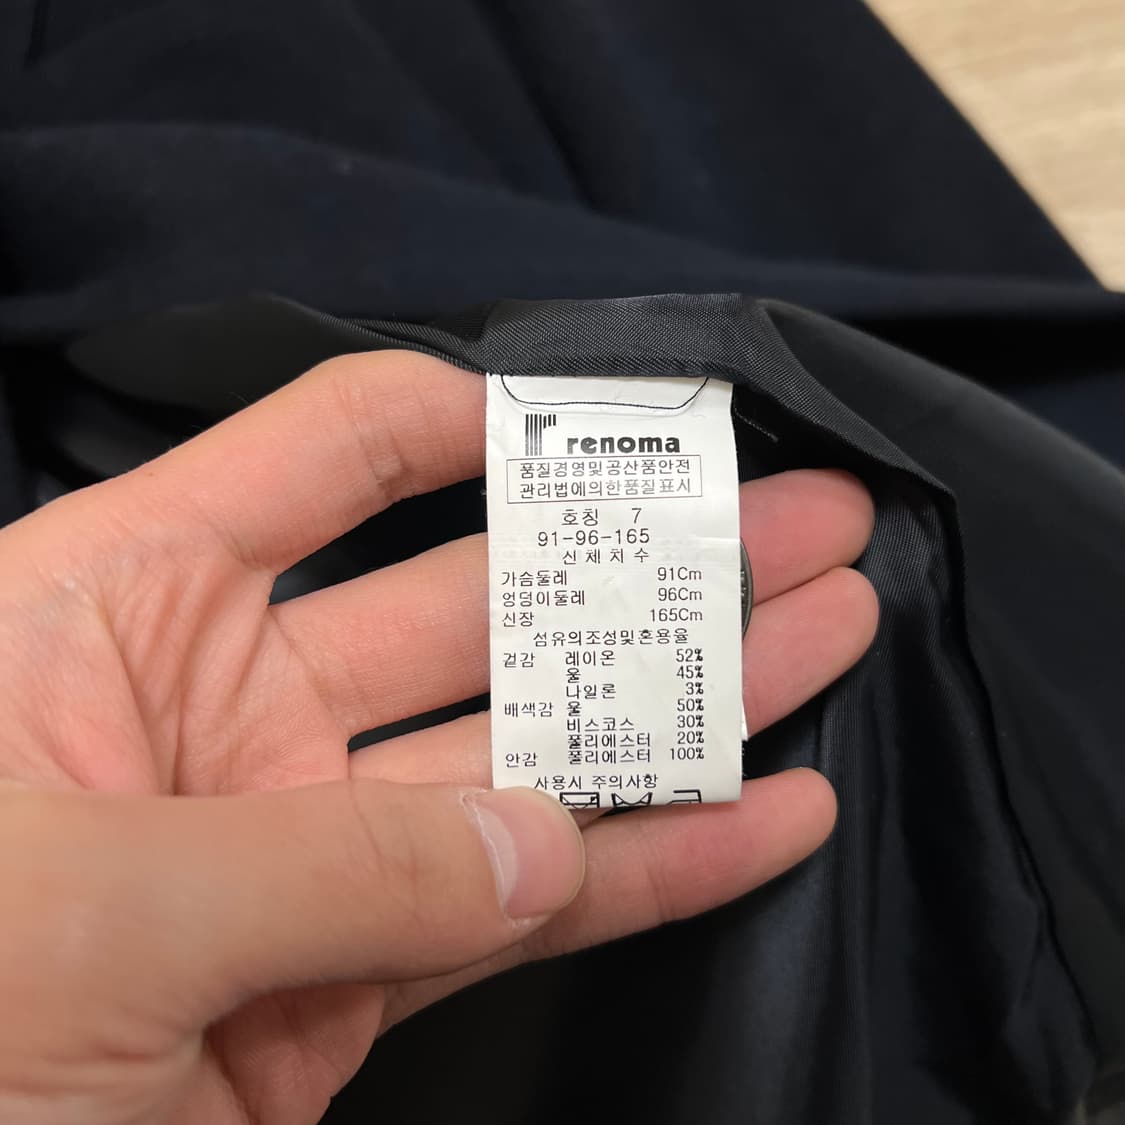 renoma
품질경영및공산품안전
관리법에의한품질표시
호칭 7
91-96-165
신체치수
가슴둘레 91Cm
엉덩이둘레 96Cm
신장 165Cm
섬유의조성및혼용율
겉감 레이온 52%
울 45%
나일론 3%
배색감 울 50%
비스코스 30%
폴리에스터 20%
안감 폴리에스터 100%
사용시 주의사항